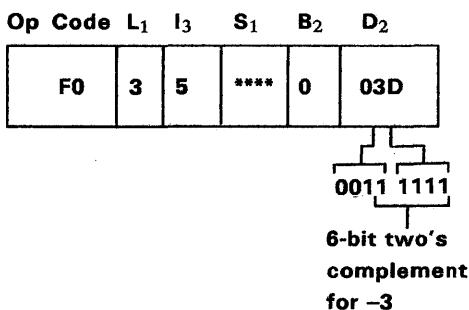 Op Code L₁ I₃ S₁ B₂ D₂
F0 3 5 **** 0 03D
0011 1111
6-bit two's
complement
for –3